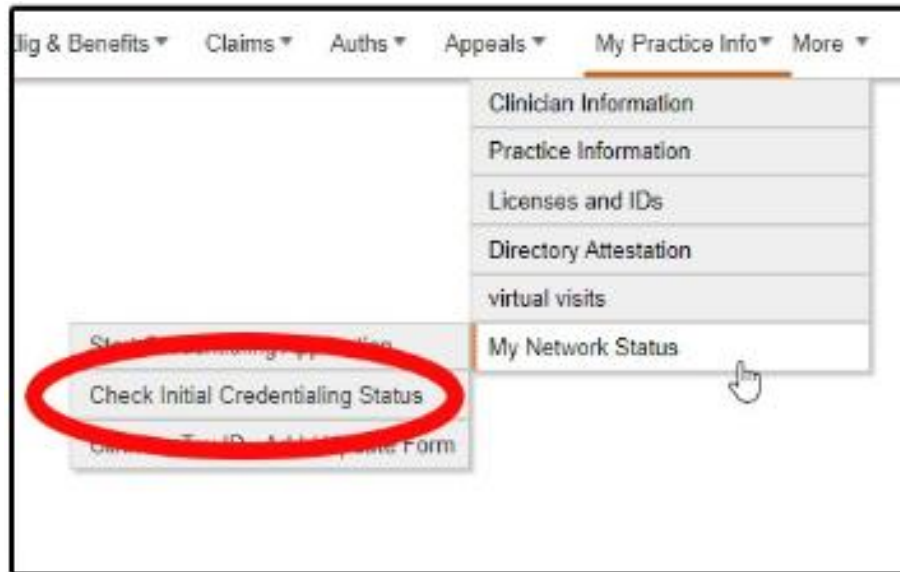 lig & Benefits Claims Auths Appeals My Practice Info More
Clinician Information
Practice Information
Licenses and IDs
Directory Attestation
virtual visits
My Network Status
Check Initial Credentialing Status
Form